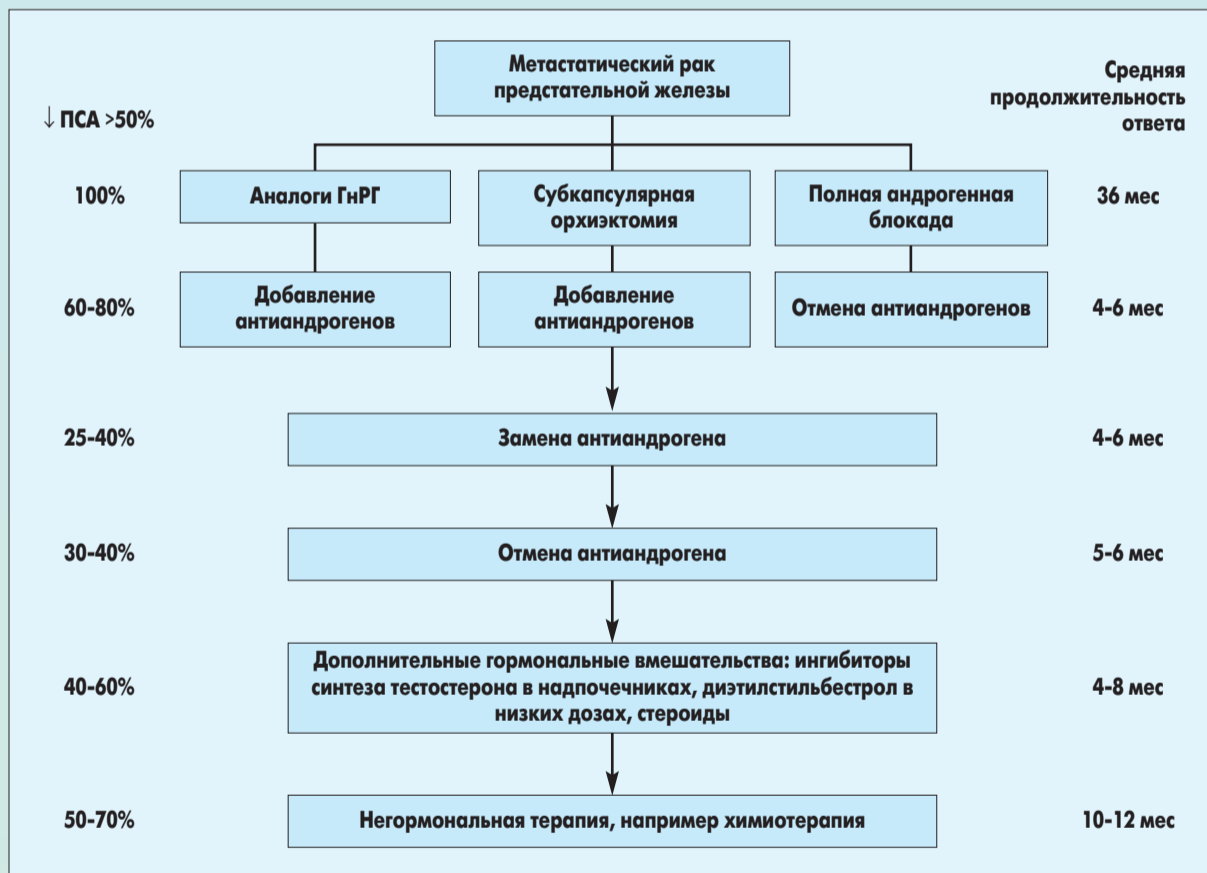 Метастатический рак
предстательной железы
Средняя
продолжительность
ответа
↓ ПСА >50%
100%
Аналоги ГнРГ
Субкапсулярная
орхиэктомия
Полная андрогенная
блокада
36 мес
60-80%
Добавление
антиандрогенов
Добавление
антиандрогенов
Отмена антиандрогенов
4-6 мес
25-40%
Замена антиандрогена
4-6 мес
30-40%
Отмена антиандрогена
5-6 мес
40-60%
Дополнительные гормональные вмешательства: ингибиторы
синтеза тестостерона в надпочечниках, диэтилстильбестрол в
низких дозах, стероиды
4-8 мес
50-70%
Негормональная терапия, например химиотерапия
10-12 мес